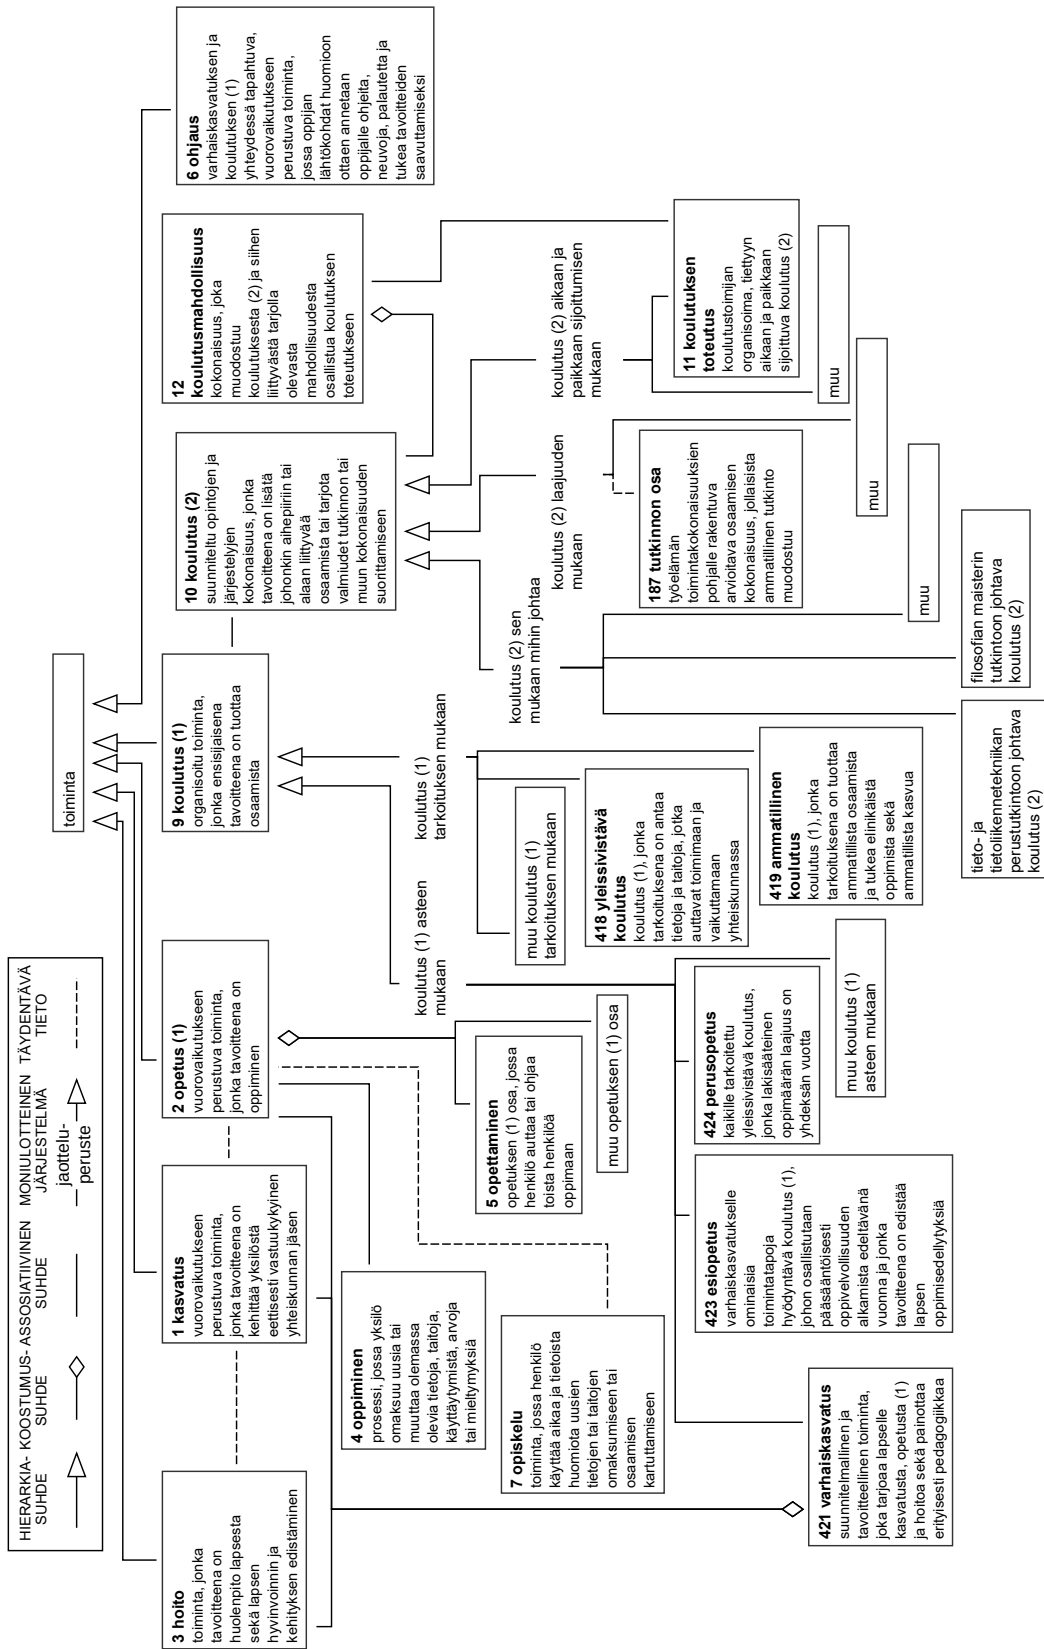 HIERARKIA-
SUHDE
KOOSTUMUS-
SUHDE
ASSOSIATIIVINEN
SUHDE
MONIULOTTEINEN
JÄRJESTELMÄ
jaottelu-
peruste
TÄYDENTÄVÄ
TIETO
toiminta
3 hoito
toiminta, jonka
tavoitteena on
huolenpito lapsesta
sekä lapsen
hyvinvoinnin ja
kehityksen edistäminen
1 kasvatus
vuorovaikutukseen
perustuva toiminta,
jonka tavoitteena on
kehittää yksilöstä
eettisesti vastuukykyinen
yhteiskunnan jäsen
2 opetus (1)
vuorovaikutukseen
perustuva toiminta,
jonka tavoitteena on
oppiminen
9 koulutus (1)
organisoitu toiminta,
jonka ensisijaisena
tavoitteena on tuottaa
osaamista
10 koulutus (2)
suunniteltu opintojen ja
järjestelyjen
kokonaisuus, jonka
tavoitteena on lisätä
johonkin aihepiiriin tai
alaan liittyvää
osaamista tai tarjota
valmiudet tutkinnon tai
muun kokonaisuuden
suorittamiseen
12
koulutusmahdollisuus
kokonaisuus, joka
muodostuu
koulutuksesta (2) ja siihen
liittyvästä tarjolla
olevasta
mahdollisuudesta
osallistua koulutuksen
toteutukseen
6 ohjaus
varhaiskasvatuksen ja
koulutuksen (1)
yhteydessä tapahtuva,
vuorovaikutukseen
perustuva toiminta,
jossa oppijan
lähtökohdat huomioon
ottaen annetaan
oppijalle ohjeita,
neuvoja, palautetta ja
tukea tavoitteiden
saavuttamiseksi
4 oppiminen
prosessi, jossa yksilö
omaksuu uusia tai
muuttaa olemassa
olevia tietoja, taitoja,
käyttäytymistä, arvoja
tai mieltymyksiä
7 opiskelu
toiminta, jossa henkilö
käyttää aikaa ja tietoista
huomiota uusien
tietojen tai taitojen
omaksumiseen tai
osaamisen
kartuttamiseen
5 opettaminen
opetuksen (1) osa, jossa
henkilö auttaa tai ohjaa
toista henkilöä
oppimaan
muu opetuksen (1) osa
koulutus (1) asteen
mukaan
koulutus (1)
tarkoituksen mukaan
koulutus (2) sen
mukaan mihin johtaa
koulutus (2) laajuuden
mukaan
koulutus (2) aikaan ja
paikkaan sijoittumisen
mukaan
muu koulutus (1)
tarkoituksen mukaan
418 yleissivistävä
koulutus
koulutus (1), jonka
tarkoituksena on antaa
tietoja ja taitoja, jotka
auttavat toimimaan ja
vaikuttamaan
yhteiskunnassa
419 ammatillinen
koulutus
koulutus (1), jonka
tarkoituksena on tuottaa
ammatillista osaamista
ja tukea elinikäistä
oppimista sekä
ammatillista kasvua
187 tutkinnon osa
työelämän
toimintakokonaisuuksien
pohjalle rakentuva
arvioitava osaamisen
kokonaisuus, jollaisista
ammatillinen tutkinto
muodostuu
11 koulutuksen
toteutus
koulutustoimijan
organisoima, tiettyyn
aikaan ja paikkaan
sijoittuva koulutus (2)
muu
muu
muu
421 varhaiskasvatus
suunnitelmallinen ja
tavoitteellinen toiminta,
joka tarjoaa lapselle
kasvatusta, opetusta (1)
ja hoitoa sekä painottaa
erityisesti pedagogiikkaa
423 esiopetus
varhaiskasvatukselle
ominaisia
toimintatapoja
hyödyntävä koulutus (1),
johon osallistutaan
pääsääntöisesti
oppivelvollisuuden
alkamista edeltävänä
vuonna ja jonka
tavoitteena on edistää
lapsen
oppimisedellytyksiä
424 perusopetus
kaikille tarkoitettu
yleissivistävä koulutus,
jonka lakisääteinen
oppimäärän laajuus on
yhdeksän vuotta
muu koulutus (1)
asteen mukaan
tieto- ja
tietoliikennetekniikan
perustutkintoon johtava
koulutus (2)
filosofian maisterin
tutkintoon johtava
koulutus (2)